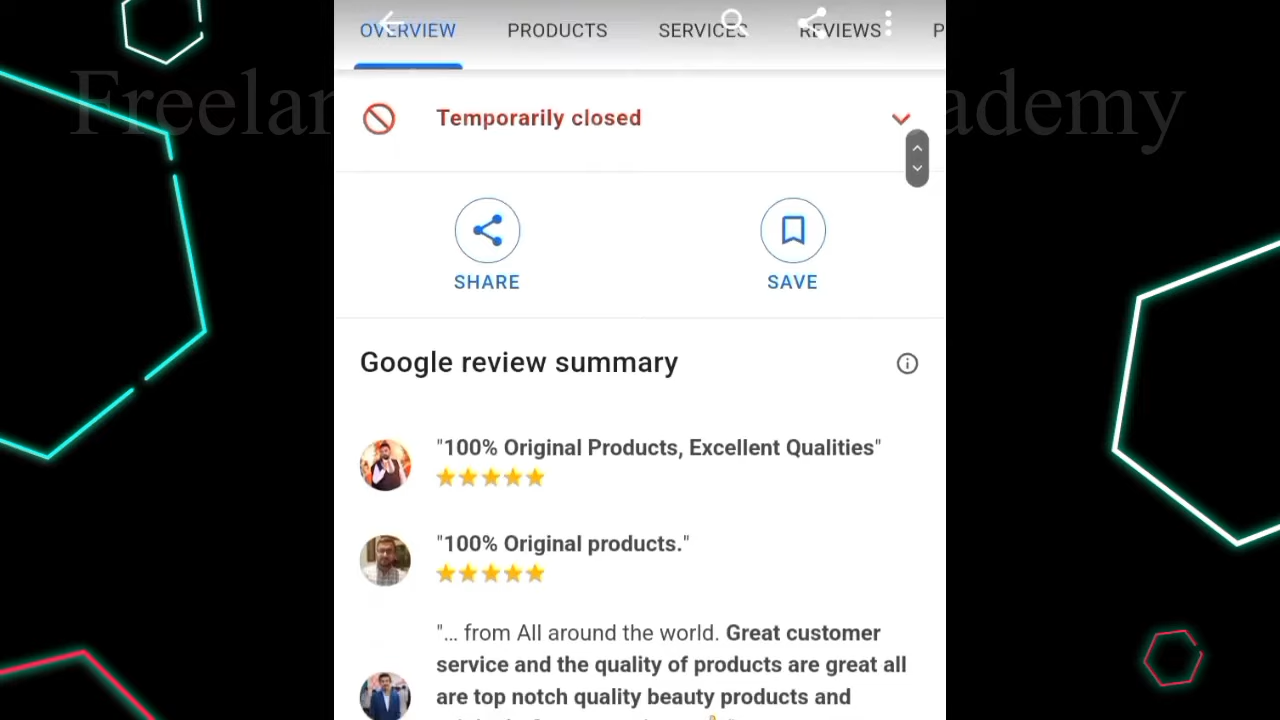 OVERVIEW PRODUCTS SERVICES REVIEWS P
Freelan ademy
Temporarily closed
SHARE SAVE
Google review summary
"100% Original Products, Excellent Qualities"
"100% Original products."
"... from All around the world. Great customer
service and the quality of products are great all
are top notch quality beauty products and